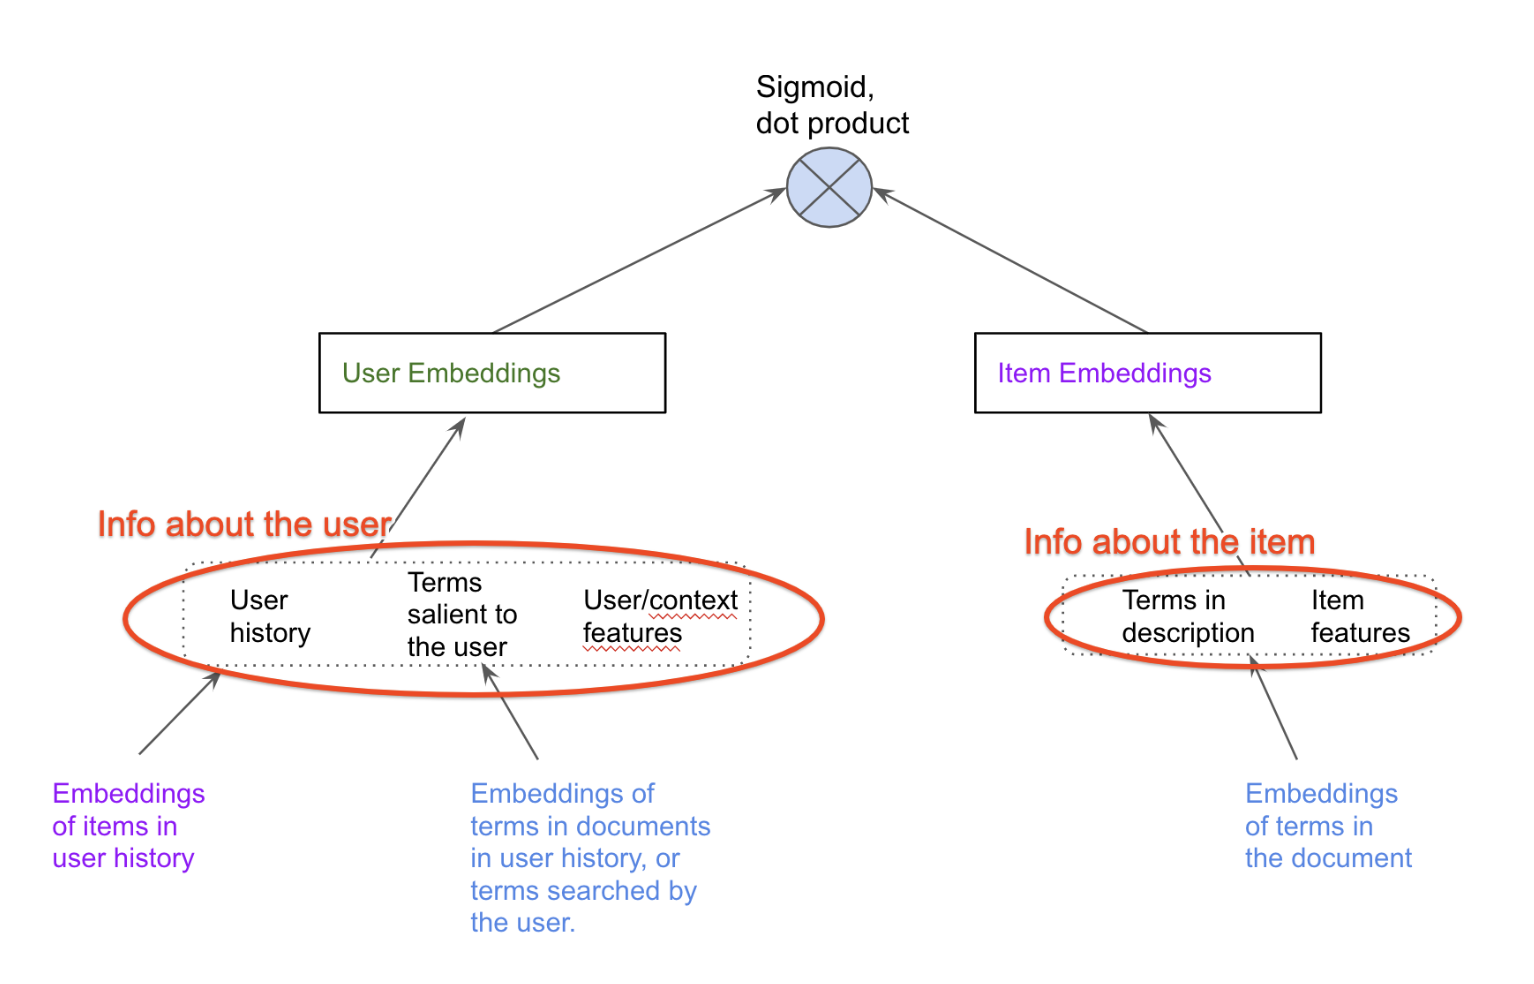 Sigmoid,
dot product
User Embeddings
Item Embeddings
Info about the user
Info about the item
User
history
Terms
salient to
the user
User/context
features
Terms in
description
Item
features
Embeddings
of items in
user history
Embeddings of
terms in documents
in user history, or
terms searched by
the user.
Embeddings
of terms in
the document